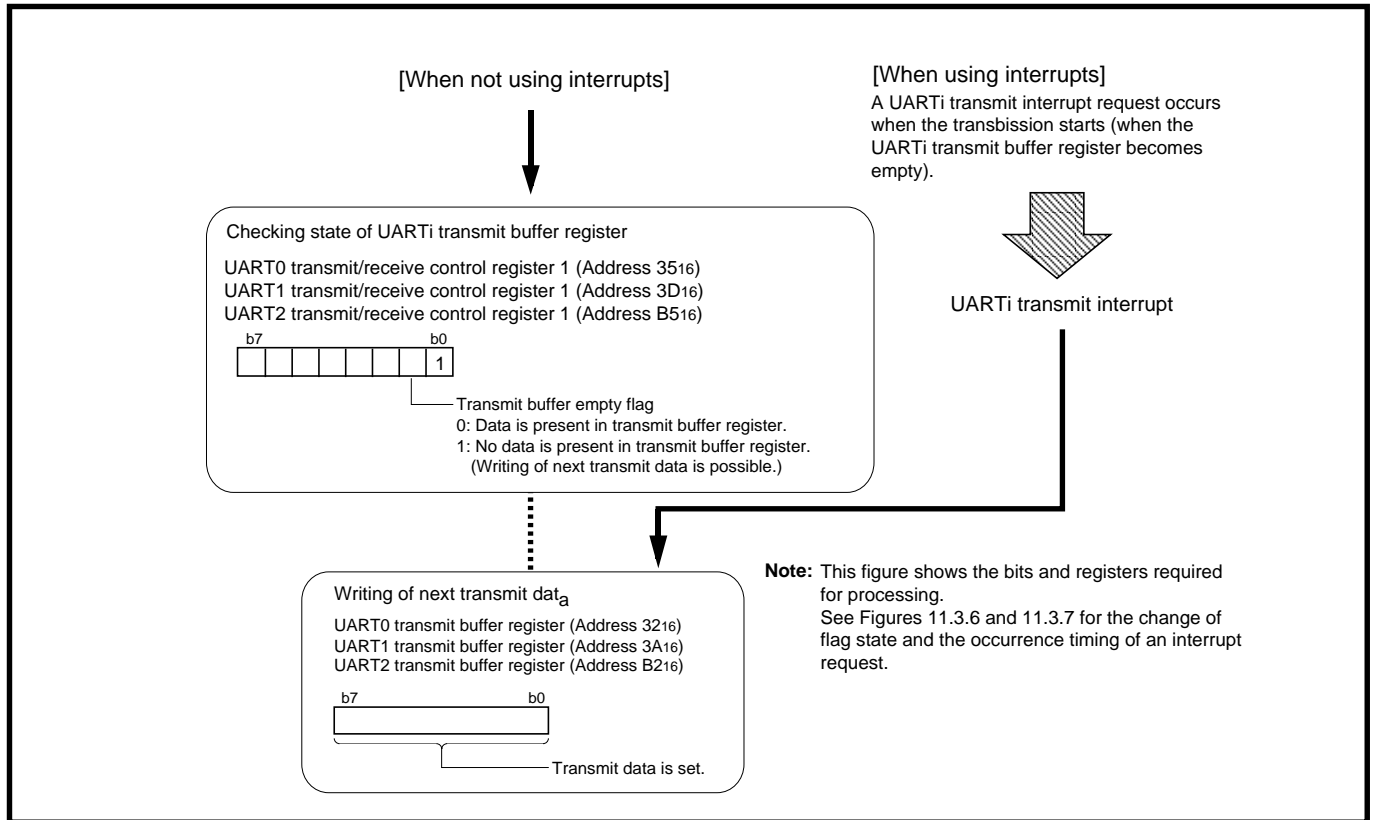 [When not using interrupts]
[When using interrupts]
A UARTi transmit interrupt request occurs
when the transbission starts (when the
UARTi transmit buffer register becomes
empty).
Checking state of UARTi transmit buffer register
UART0 transmit/receive control register 1 (Address 3516)
UART1 transmit/receive control register 1 (Address 3D16)
UART2 transmit/receive control register 1 (Address B516)
b7 b0
1
Transmit buffer empty flag
0: Data is present in transmit buffer register.
1: No data is present in transmit buffer register.
(Writing of next transmit data is possible.)
UARTi transmit interrupt
Writing of next transmit data
UART0 transmit buffer register (Address 3216)
UART1 transmit buffer register (Address 3A16)
UART2 transmit buffer register (Address B216)
b7 b0
Transmit data is set.
Note: This figure shows the bits and registers required
for processing.
See Figures 11.3.6 and 11.3.7 for the change of
flag state and the occurrence timing of an interrupt
request.